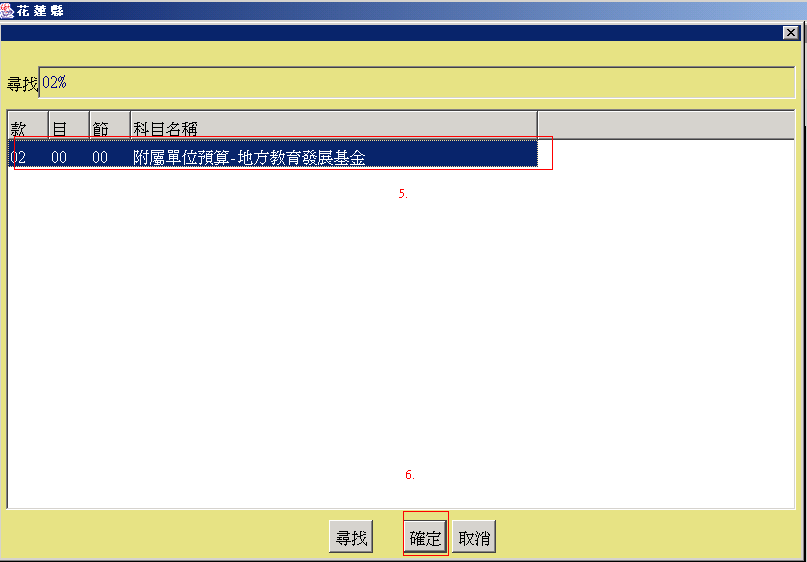 花蓮縣
尋找 02%
款 目 節 科目名稱
02 00 00 附屬單位預算-地方教育發展基金
5.
6.
尋找 確定 取消